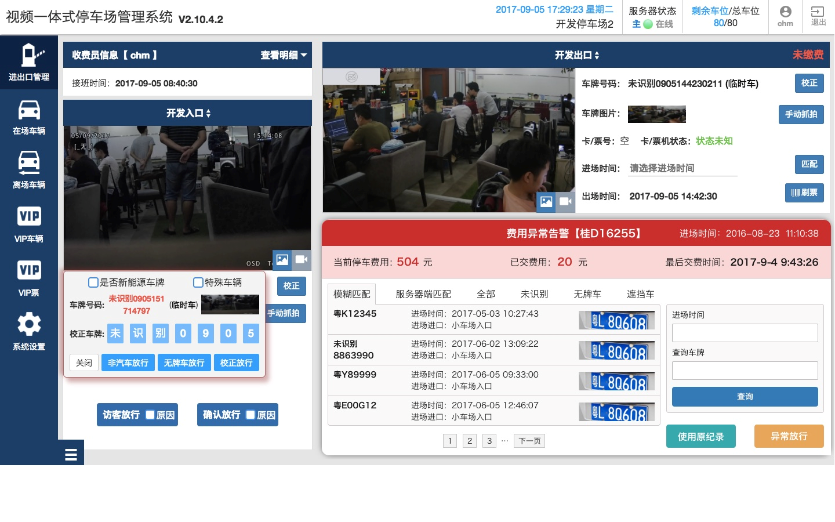 视频一体式停车场管理系统 V2.10.4.2
2017-09-05 17:29:23 星期二
开发停车场2
服务器状态
主 在线
剩余车位/总车位
80/80
ohm
退出
进出口管理
在场车辆
离场车辆
VIP
VIP车辆
VIP
VIP票
系统设置
收费员信息【 ohm 】
查看明细
接班时间： 2017-09-05 08:40:30
开发入口
校正
手动抓拍
是否新能源车牌
特殊车辆
车牌号码:
未识别0905151
714797
(临时车)
校正车牌:
未 识 别 0 9 0 5
关闭
非汽车放行
无牌车放行
校正放行
访客放行 原因
确认放行 原因
开发出口
未缴费
车牌号码： 未识别0905144230211 (临时车)
校正
车牌图片：
手动抓拍
卡/票号： 空 卡/票机状态： 状态未知
进场时间： 请选择进场时间
匹配
出场时间： 2017-09-05 14:42:30
刷票
费用异常告警【桂D16255】
进场时间：2016-08-23 11:10:38
当前停车费用：504 元
已交费用：20 元
最后交费时间：2017-9-4 9:43:26
模糊匹配
服务器端匹配
全部
未识别
无牌车
遮挡车
粤K12345
进场时间：2017-05-03 10:27:43
进场进口：小车场入口
未识别
8863990
进场时间：2017-06-02 13:09:22
进场进口：小车场入口
粤Y89999
进场时间：2017-06-05 09:33:00
进场进口：小车场入口
粤E00G12
进场时间：2017-06-05 12:46:07
进场进口：小车场入口
1 2 3 ··· 下一页
进场时间
查询车牌
查询
使用原纪录
异常放行